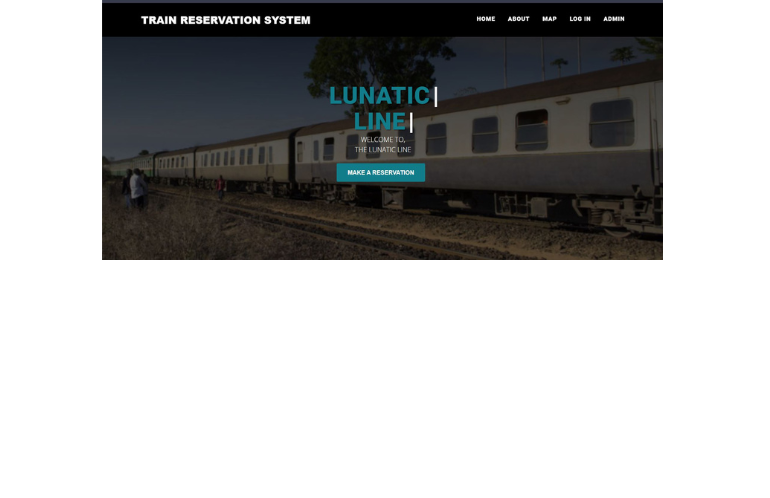 TRAIN RESERVATION SYSTEM
HOME ABOUT MAP LOG IN ADMIN
LUNATIC|
LINE|
WELCOME TO,
THE LUNATIC LINE
MAKE A RESERVATION